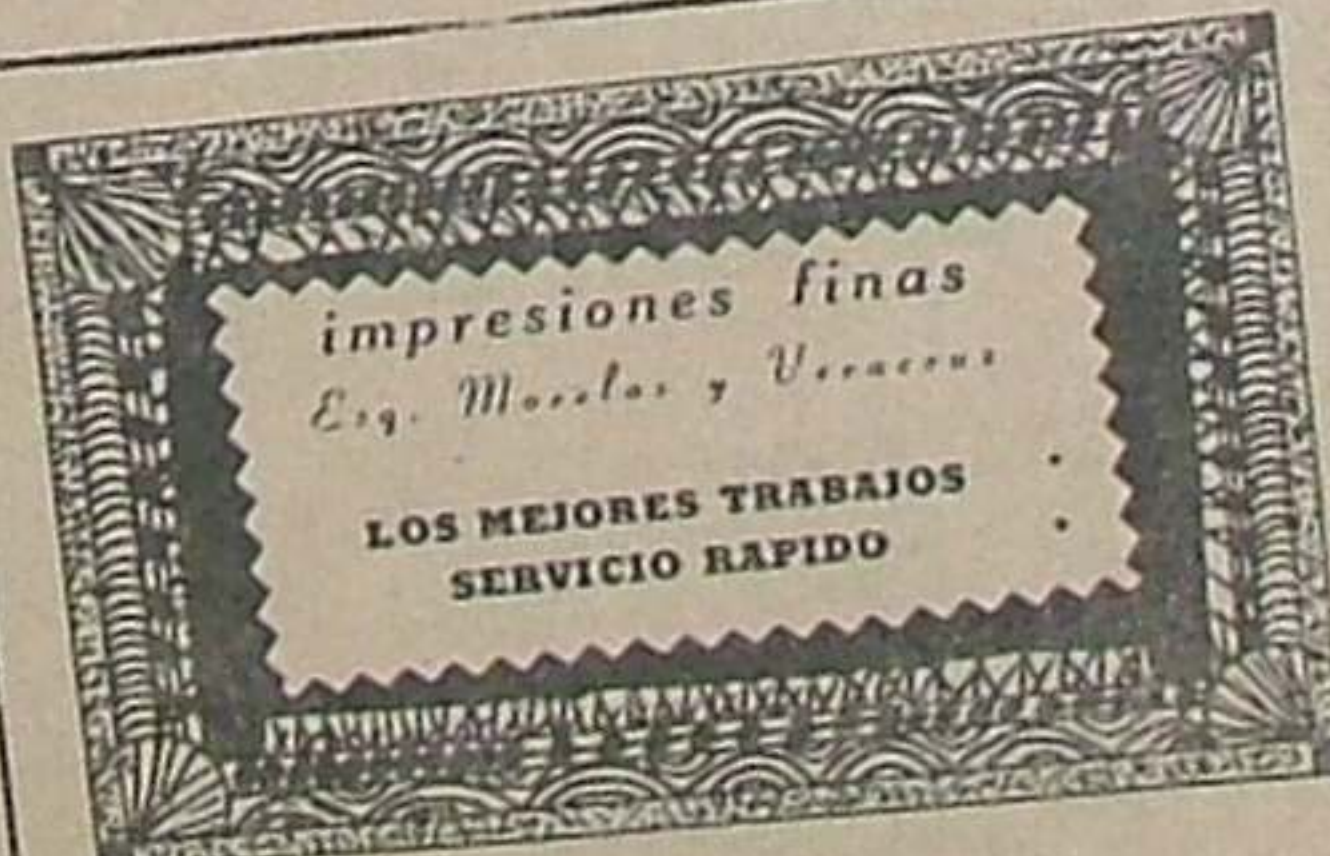 impresiones finas
Esq. Morelos y Veracruz
LOS MEJORES TRABAJOS
SERVICIO RAPIDO